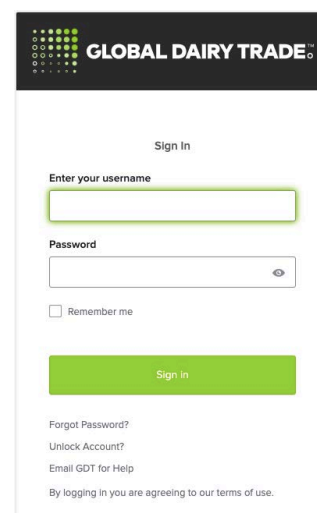 GLOBAL DAIRY TRADE™
Sign In
Enter your username
Password
Remember me
Sign in
Forgot Password?
Unlock Account?
Email GDT for Help
By logging in you are agreeing to our terms of use.